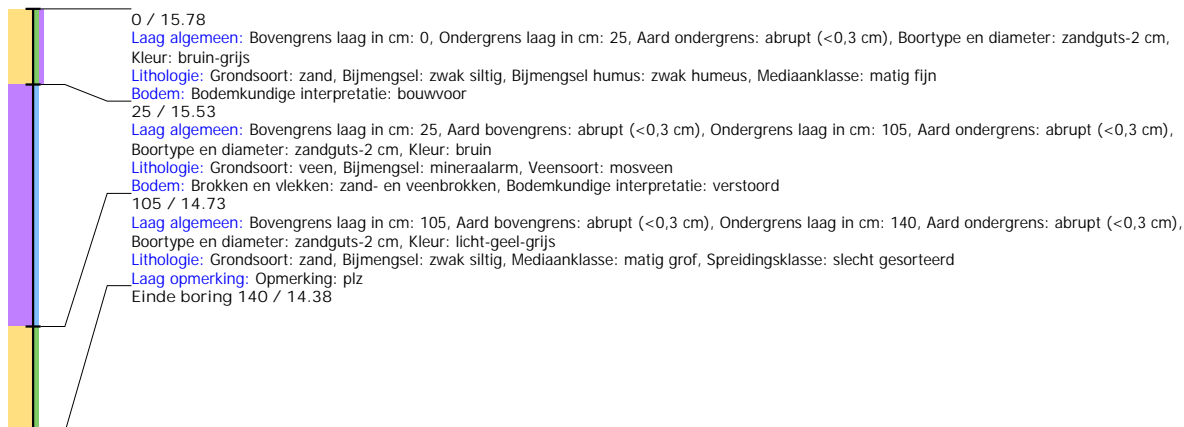 0 / 15.78
Laag algemeen: Bovengrens laag in cm: 0, Ondergrens laag in cm: 25, Aard ondergrens: abrupt (<0,3 cm), Boortype en diameter: zandguts-2 cm,
Kleur: bruin-grijs
Lithologie: Grondsoort: zand, Bijmengsel: zwak siltig, Bijmengsel humus: zwak humeus, Mediaanklasse: matig fijn
Bodem: Bodemkundige interpretatie: bouwvoor
25 / 15.53
Laag algemeen: Bovengrens laag in cm: 25, Aard bovengrens: abrupt (<0,3 cm), Ondergrens laag in cm: 105, Aard ondergrens: abrupt (<0,3 cm),
Boortype en diameter: zandguts-2 cm, Kleur: bruin
Lithologie: Grondsoort: veen, Bijmengsel: mineraalarm, Veensoort: mosveen
Bodem: Brokken en vlekken: zand- en veenbrokken, Bodemkundige interpretatie: verstoord
105 / 14.73
Laag algemeen: Bovengrens laag in cm: 105, Aard bovengrens: abrupt (<0,3 cm), Ondergrens laag in cm: 140, Aard ondergrens: abrupt (<0,3 cm),
Boortype en diameter: zandguts-2 cm, Kleur: licht-geel-grijs
Lithologie: Grondsoort: zand, Bijmengsel: zwak siltig, Mediaanklasse: matig grof, Spreidingsklasse: slecht gesorteerd
Laag opmerking: Opmerking: plz
Einde boring 140 / 14.38